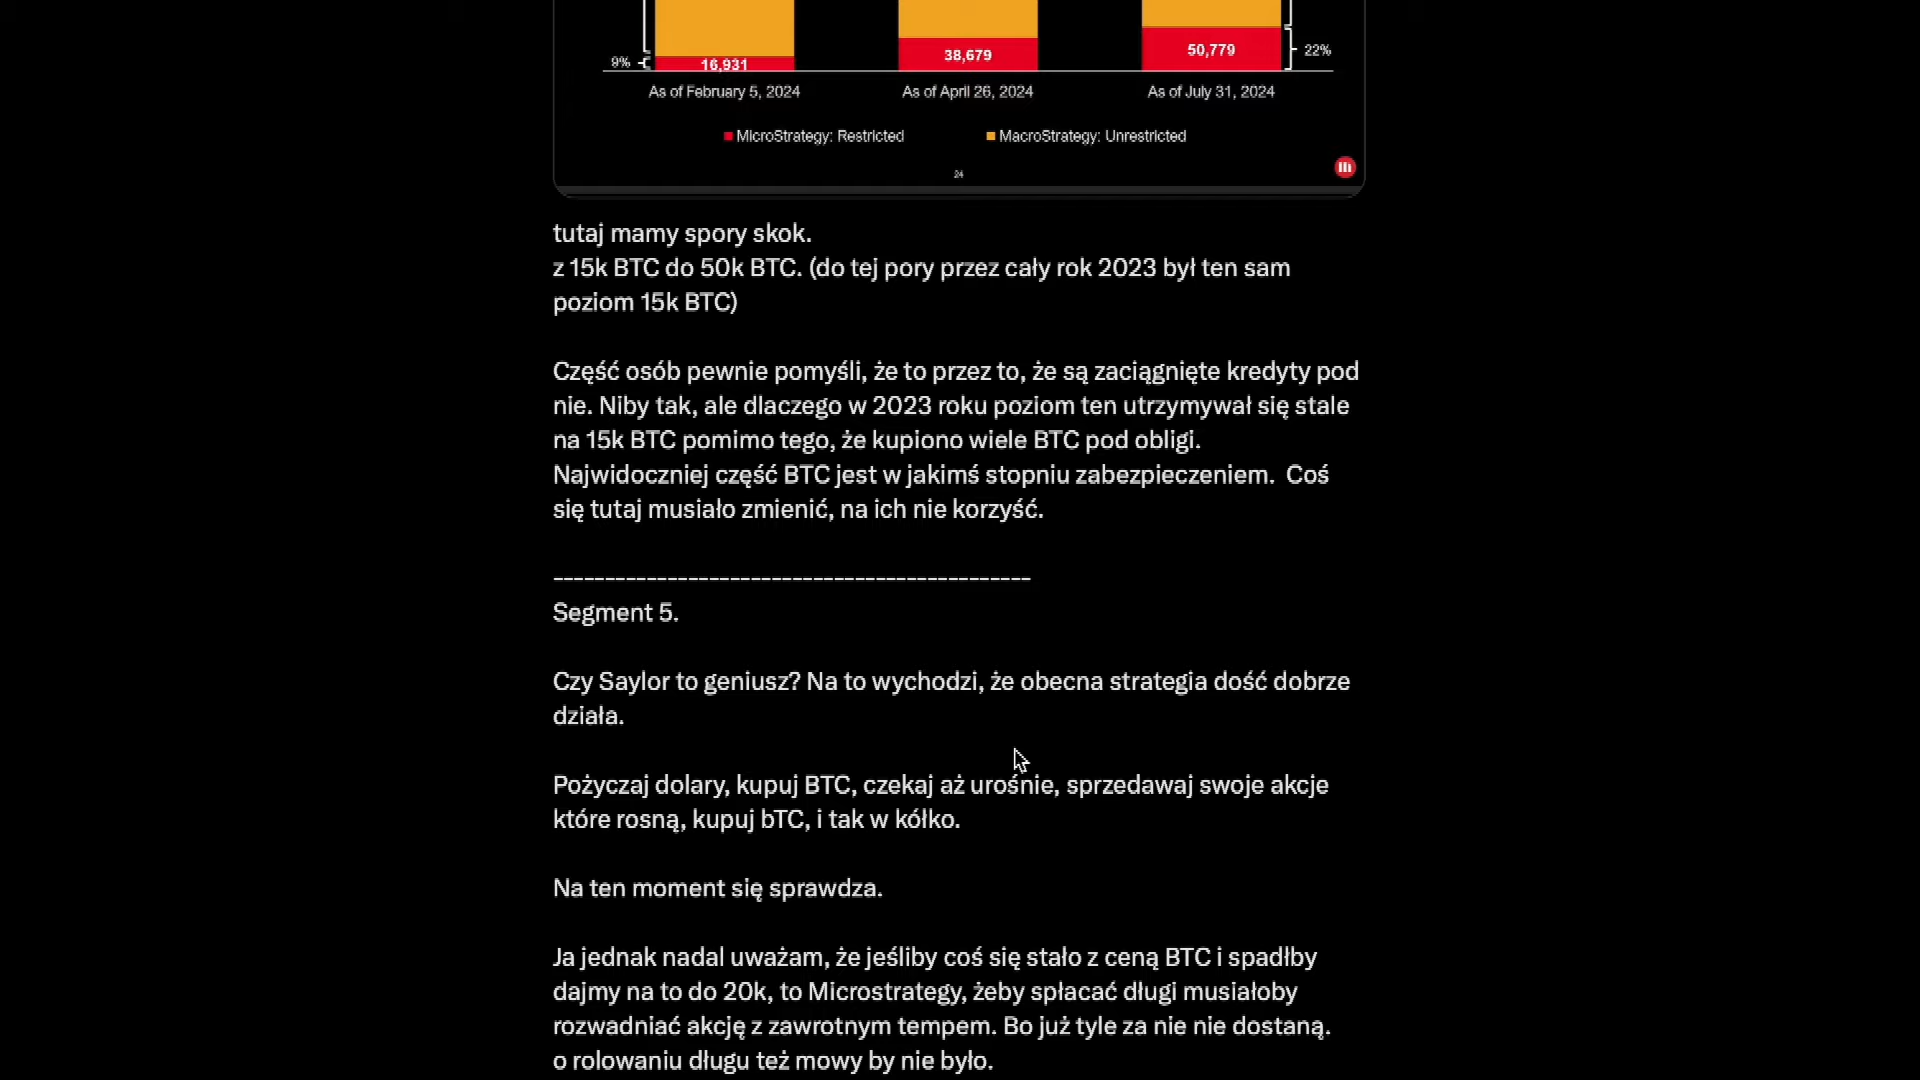 9%
16,931
38,679
50,779
22%
As of February 5, 2024
As of April 26, 2024
As of July 31, 2024
MicroStrategy: Restricted
MacroStrategy: Unrestricted
24
tutaj mamy spory skok.
z 15k BTC do 50k BTC. (do tej pory przez cały rok 2023 był ten sam
poziom 15k BTC)
Część osób pewnie pomyśli, że to przez to, że są zaciągnięte kredyty pod
nie. Niby tak, ale dlaczego w 2023 roku poziom ten utrzymywał się stale
na 15k BTC pomimo tego, że kupiono wiele BTC pod obligi.
Najwidoczniej część BTC jest w jakimś stopniu zabezpieczeniem.  Coś
się tutaj musiało zmienić, na ich nie korzyść.
----------------------------------------------
Segment 5.
Czy Saylor to geniusz? Na to wychodzi, że obecna strategia dość dobrze
działa.
Pożyczaj dolary, kupuj BTC, czekaj aż urośnie, sprzedawaj swoje akcje
które rosną, kupuj bTC, i tak w kółko.
Na ten moment się sprawdza.
Ja jednak nadal uważam, że jeśliby coś się stało z ceną BTC i spadłby
dajmy na to do 20k, to Microstrategy, żeby spłacać długi musiałoby
rozwadniać akcję z zawrotnym tempem. Bo już tyle za nie nie dostaną.
o rolowaniu długu też mowy by nie było.